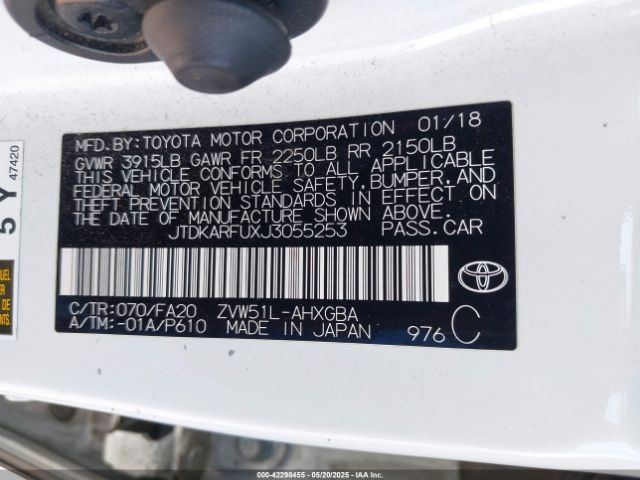 MFD. BY:TOYOTA MOTOR CORPORATION 01/18
GVWR 3915LB GAWR FR 2250LB RR 2150LB
THIS VEHICLE CONFORMS TO ALL APPLICABLE
FEDERAL MOTOR VEHICLE SAFETY, BUMPER, AND
THEFT PREVENTION STANDARDS IN EFFECT ON
THE DATE OF MANUFACTURE SHOWN ABOVE.
JTDKARFUXJ3055253 PASS.CAR
C/TR:070/FA20 ZVW51L-AHXGBA
A/TM:-01A/P610 MADE IN JAPAN 976 C
5 Y 47420
000-42298455 - 05/20/2025 - IAAI.COM